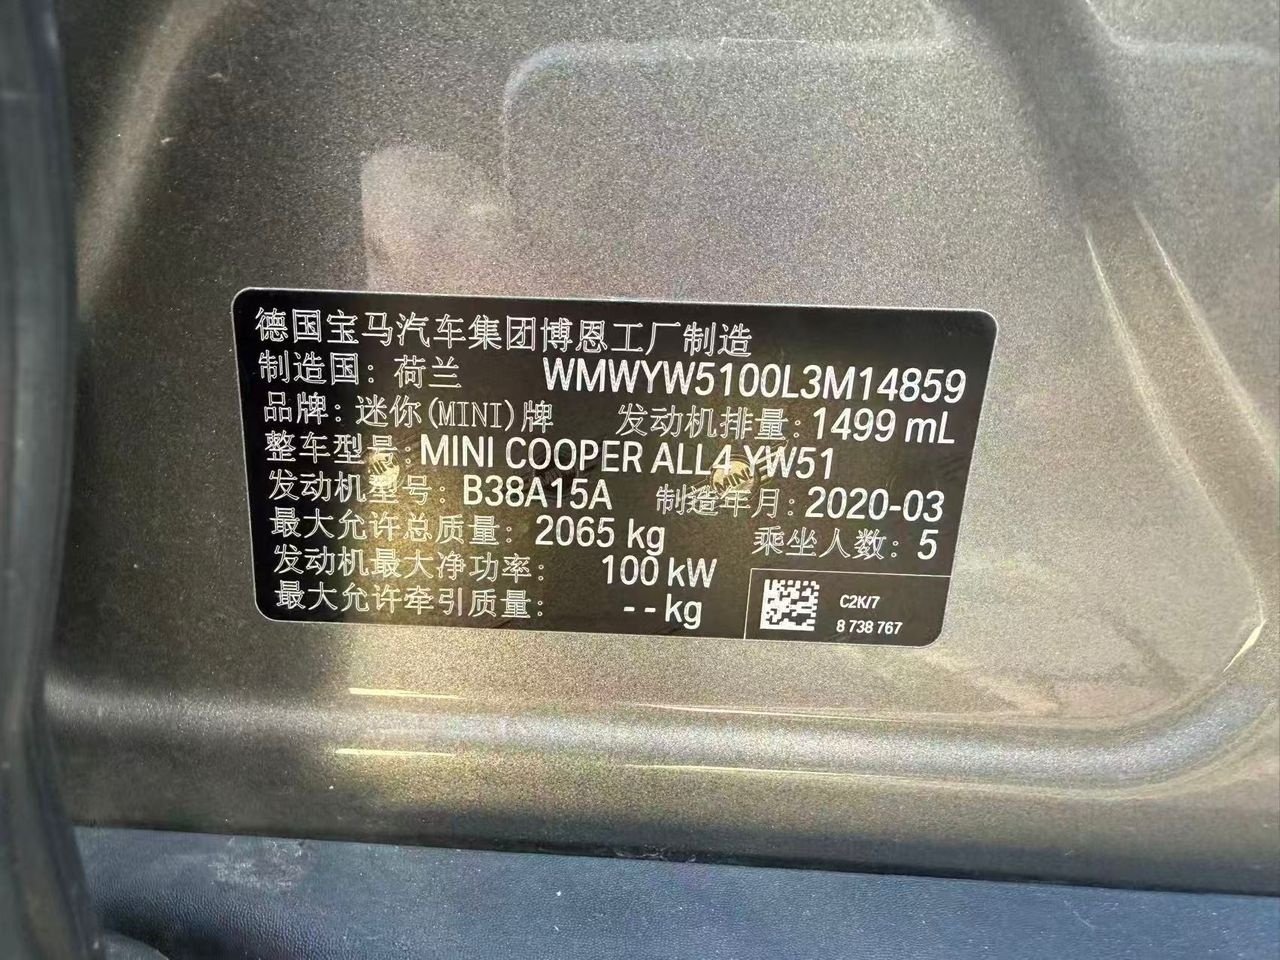 德国宝马汽车集团博恩工厂制造
制造国：荷兰 WMWYW5100L3M14859
品牌：迷你(MINI)牌 发动机排量：1499 mL
整车型号：MINI COOPER ALL4 YW51
发动机型号：B38A15A 制造年月：2020-03
最大允许总质量：2065 kg 乘坐人数：5
发动机最大净功率：100 kW
最大允许牵引质量：-- kg
C2K/7
8 738 767